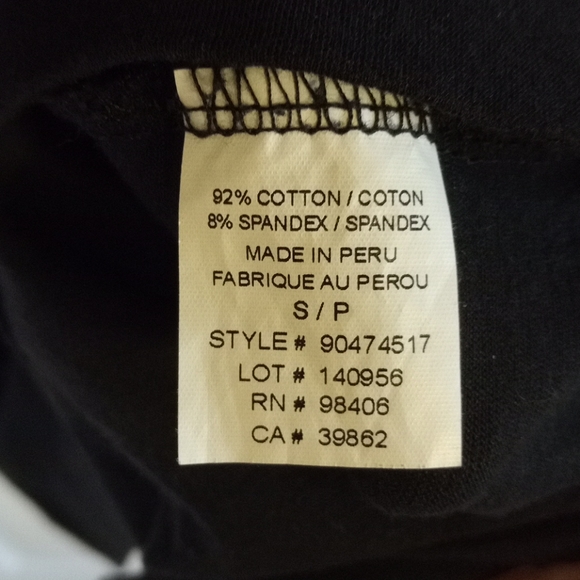 92% COTTON / COTON
8% SPANDEX / SPANDEX
MADE IN PERU
FABRIQUE AU PEROU
S / P
STYLE # 90474517
LOT # 140956
RN # 98406
CA # 39862